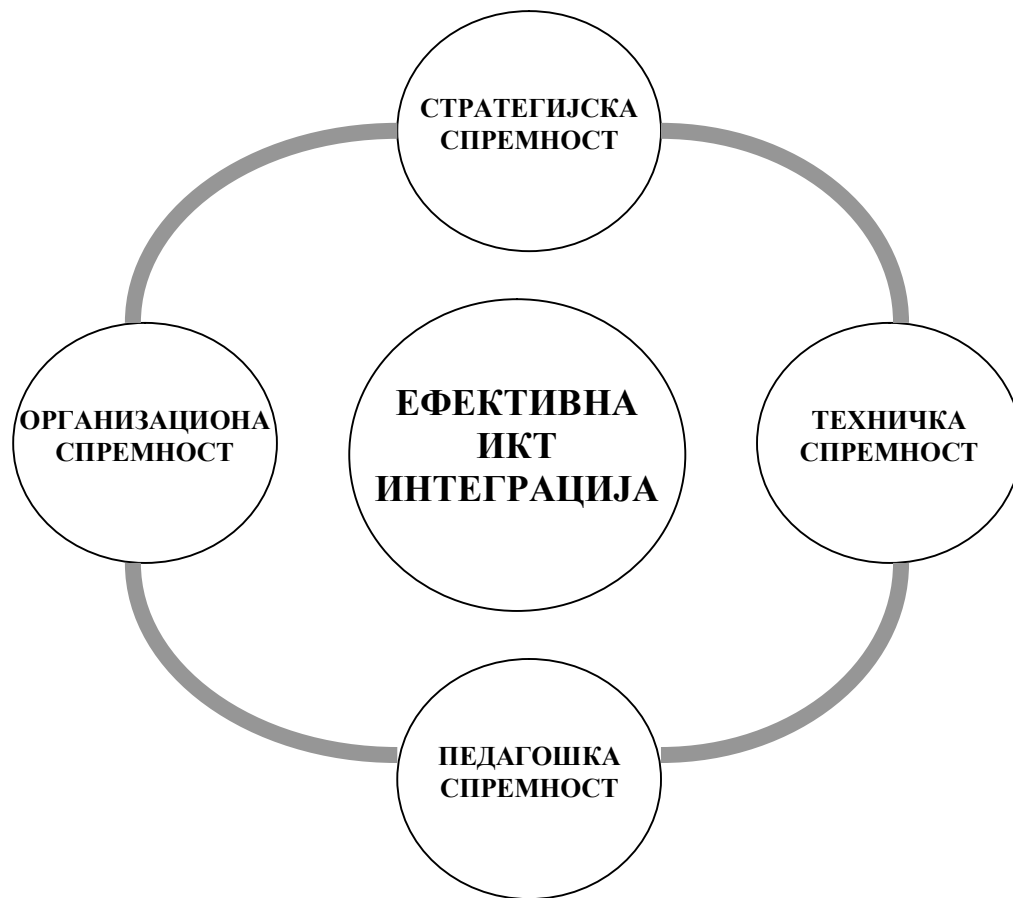 СТРАТЕГИЈСКА
СПРЕМНОСТ
ОРГАНИЗАЦИОНА
СПРЕМНОСТ
ЕФЕКТИВНА
ИКТ
ИНТЕГРАЦИЈА
ТЕХНИЧКА
СПРЕМНОСТ
ПЕДАГОШКА
СПРЕМНОСТ